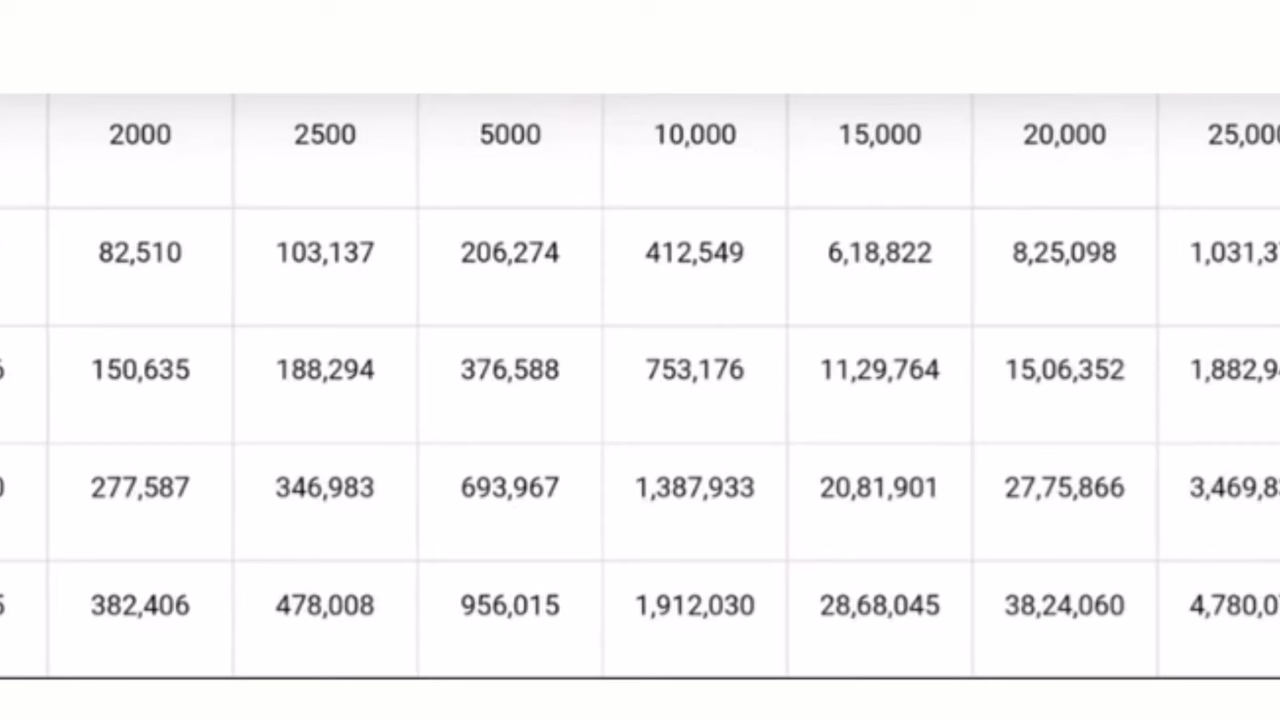 2000 2500 5000 10,000 15,000 20,000
82,510 103,137 206,274 412,549 6,18,822 8,25,098
150,635 188,294 376,588 753,176 11,29,764 15,06,352
277,587 346,983 693,967 1,387,933 20,81,901 27,75,866
382,406 478,008 956,015 1,912,030 28,68,045 38,24,060